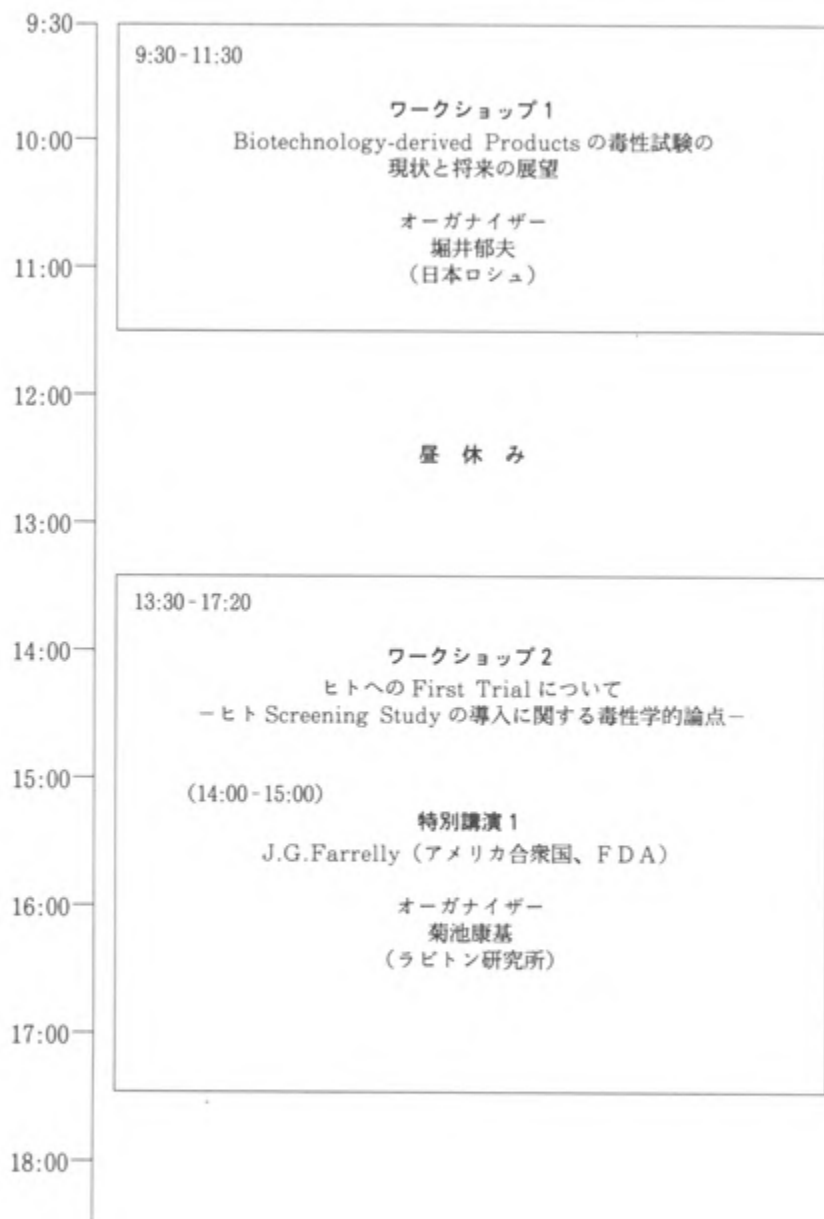 9:30
9:30-11:30
ワークショップ1
10:00
Biotechnology-derived Products の毒性試験の
現状と将来の展望
オーガナイザー
堀井郁夫
11:00
(日本ロシュ)
12:00
昼 休 み
13:00
13:30-17:20
14:00
ワークショップ2
ヒトへの First Trial について
-ヒト Screening Study の導入に関する毒性学的論点-
15:00
(14:00-15:00)
特別講演1
J.G.Farrelly(アメリカ合衆国、FDA)
16:00
オーガナイザー
菊池康基
(ラビトン研究所)
17:00
18:00